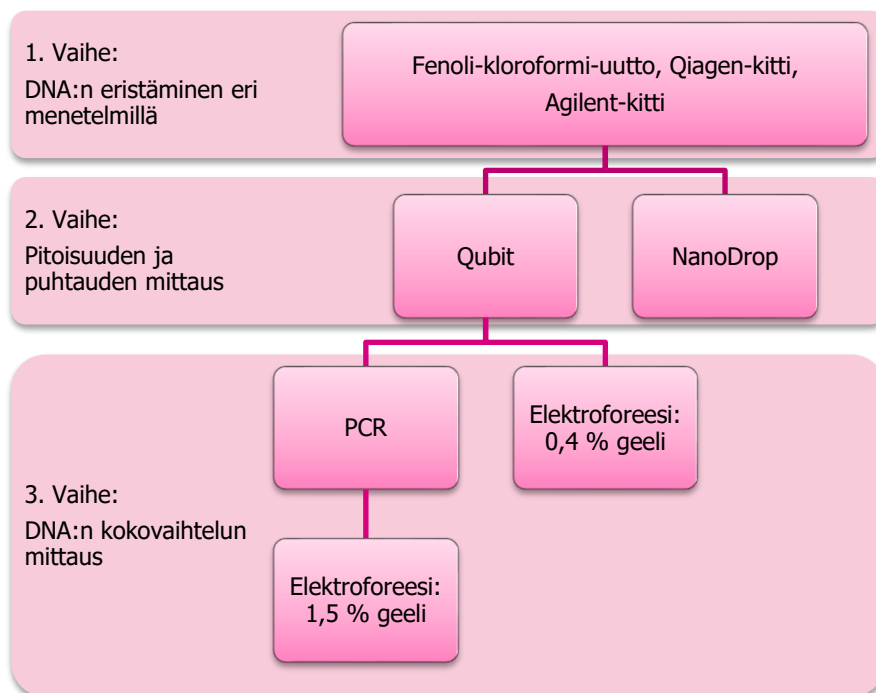 1. Vaihe:
DNA:n eristäminen eri
menetelmillä
Fenoli-kloroformi-uutto, Qiagen-kitti,
Agilent-kitti
2. Vaihe:
Pitoisuuden ja
puhtauden mittaus
Qubit
NanoDrop
3. Vaihe:
DNA:n kokovaihtelun
mittaus
PCR
Elektroforeesi:
0,4 % geeli
Elektroforeesi:
1,5 % geeli